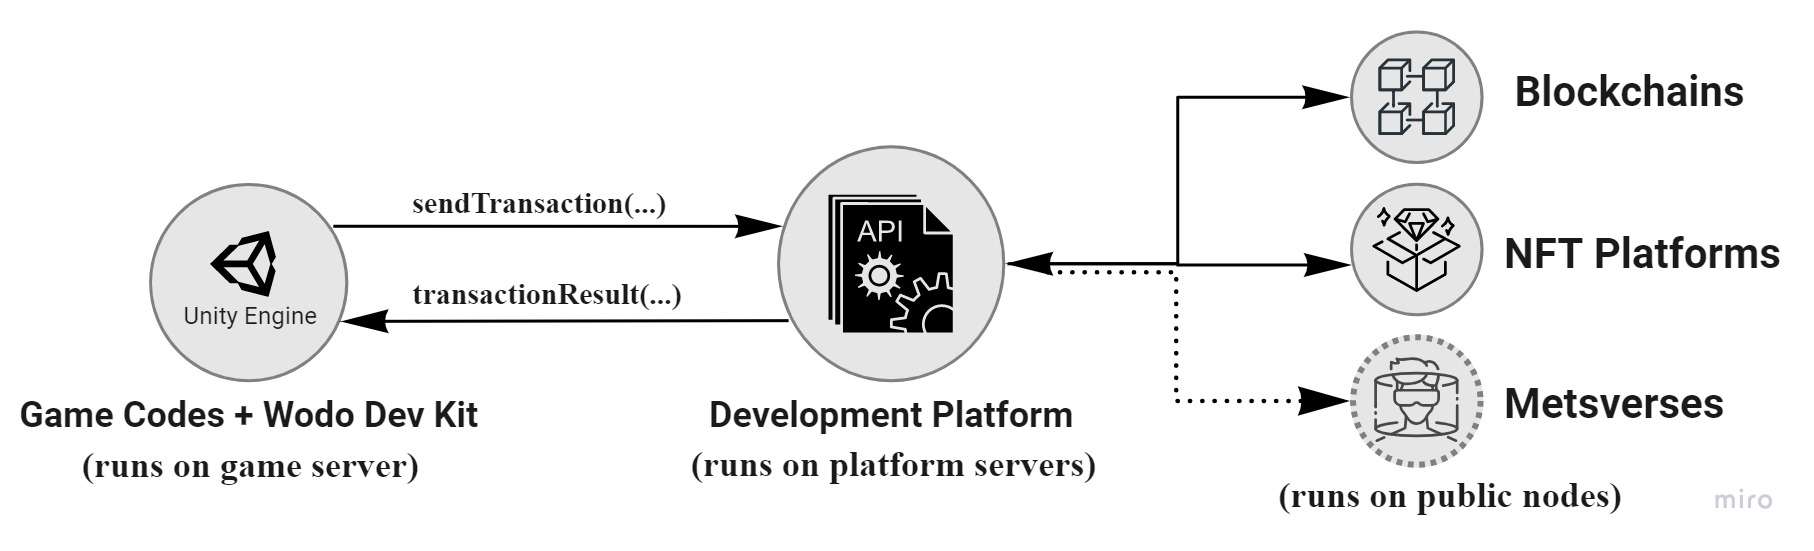 Blockchains
sendTransaction(...)
API
NFT Platforms
transactionResult(...)
Unity Engine
Game Codes + Wodo Dev Kit
(runs on game server)
Development Platform
(runs on platform servers)
Metsverses
(runs on public nodes)
miro